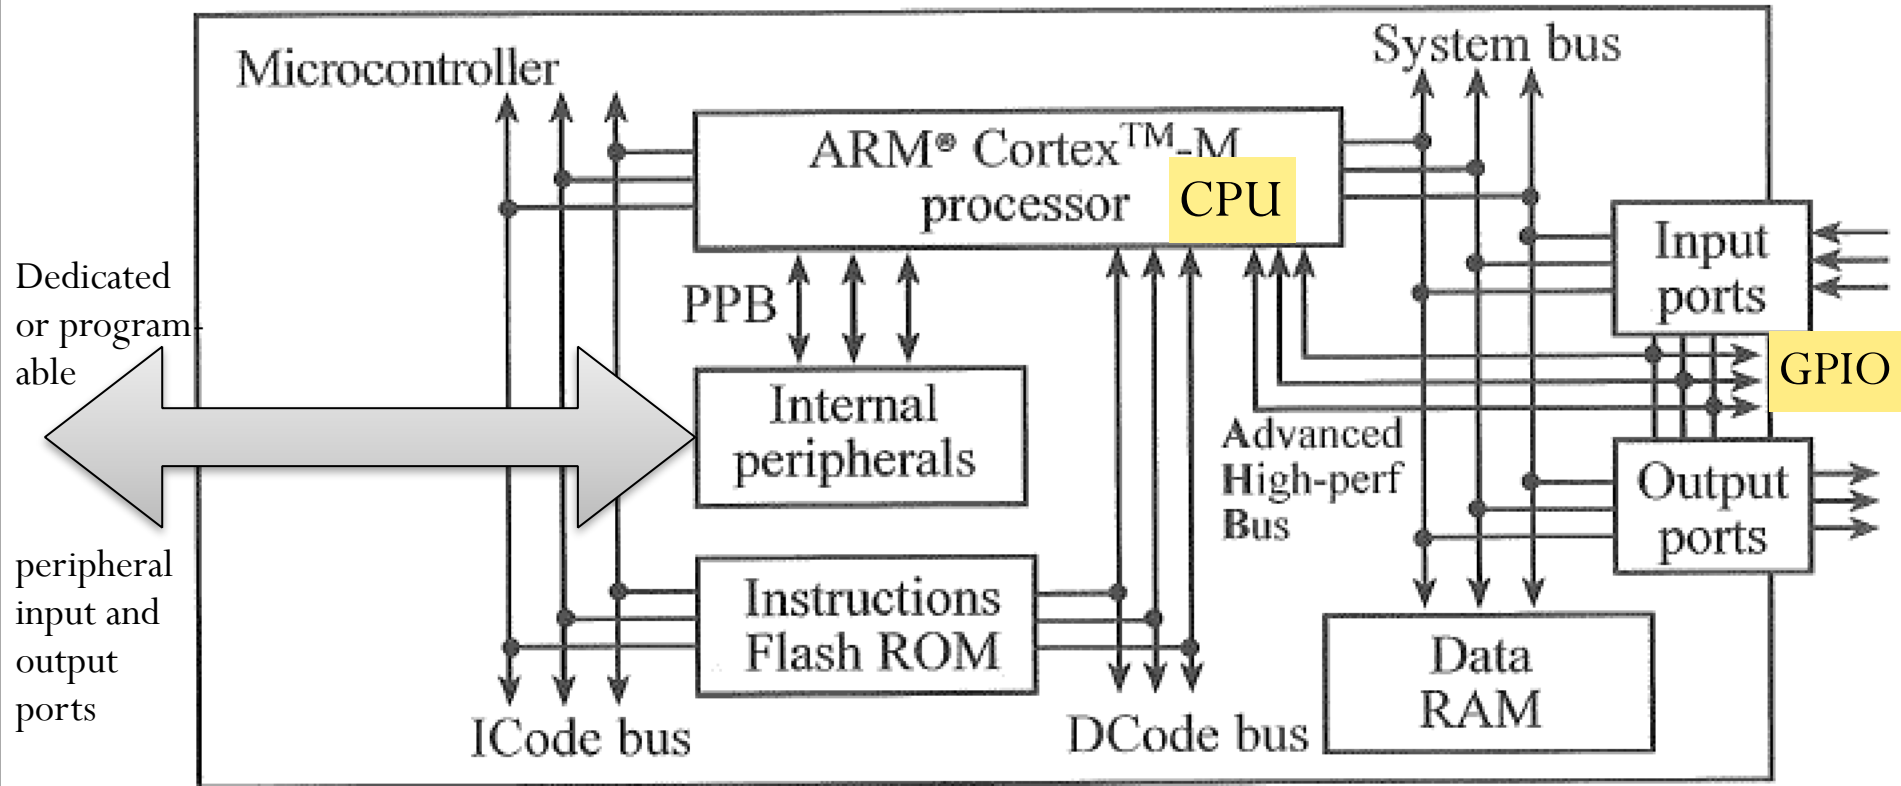 Microcontroller
System bus
ARM® Cortex™-M
processor
CPU
Input
ports
Dedicated
or program-
able
PPB
GPIO
Internal
peripherals
Advanced
High-perf
Bus
Output
ports
peripheral
input and
output
ports
Instructions
Flash ROM
Data
RAM
ICode bus
DCode bus